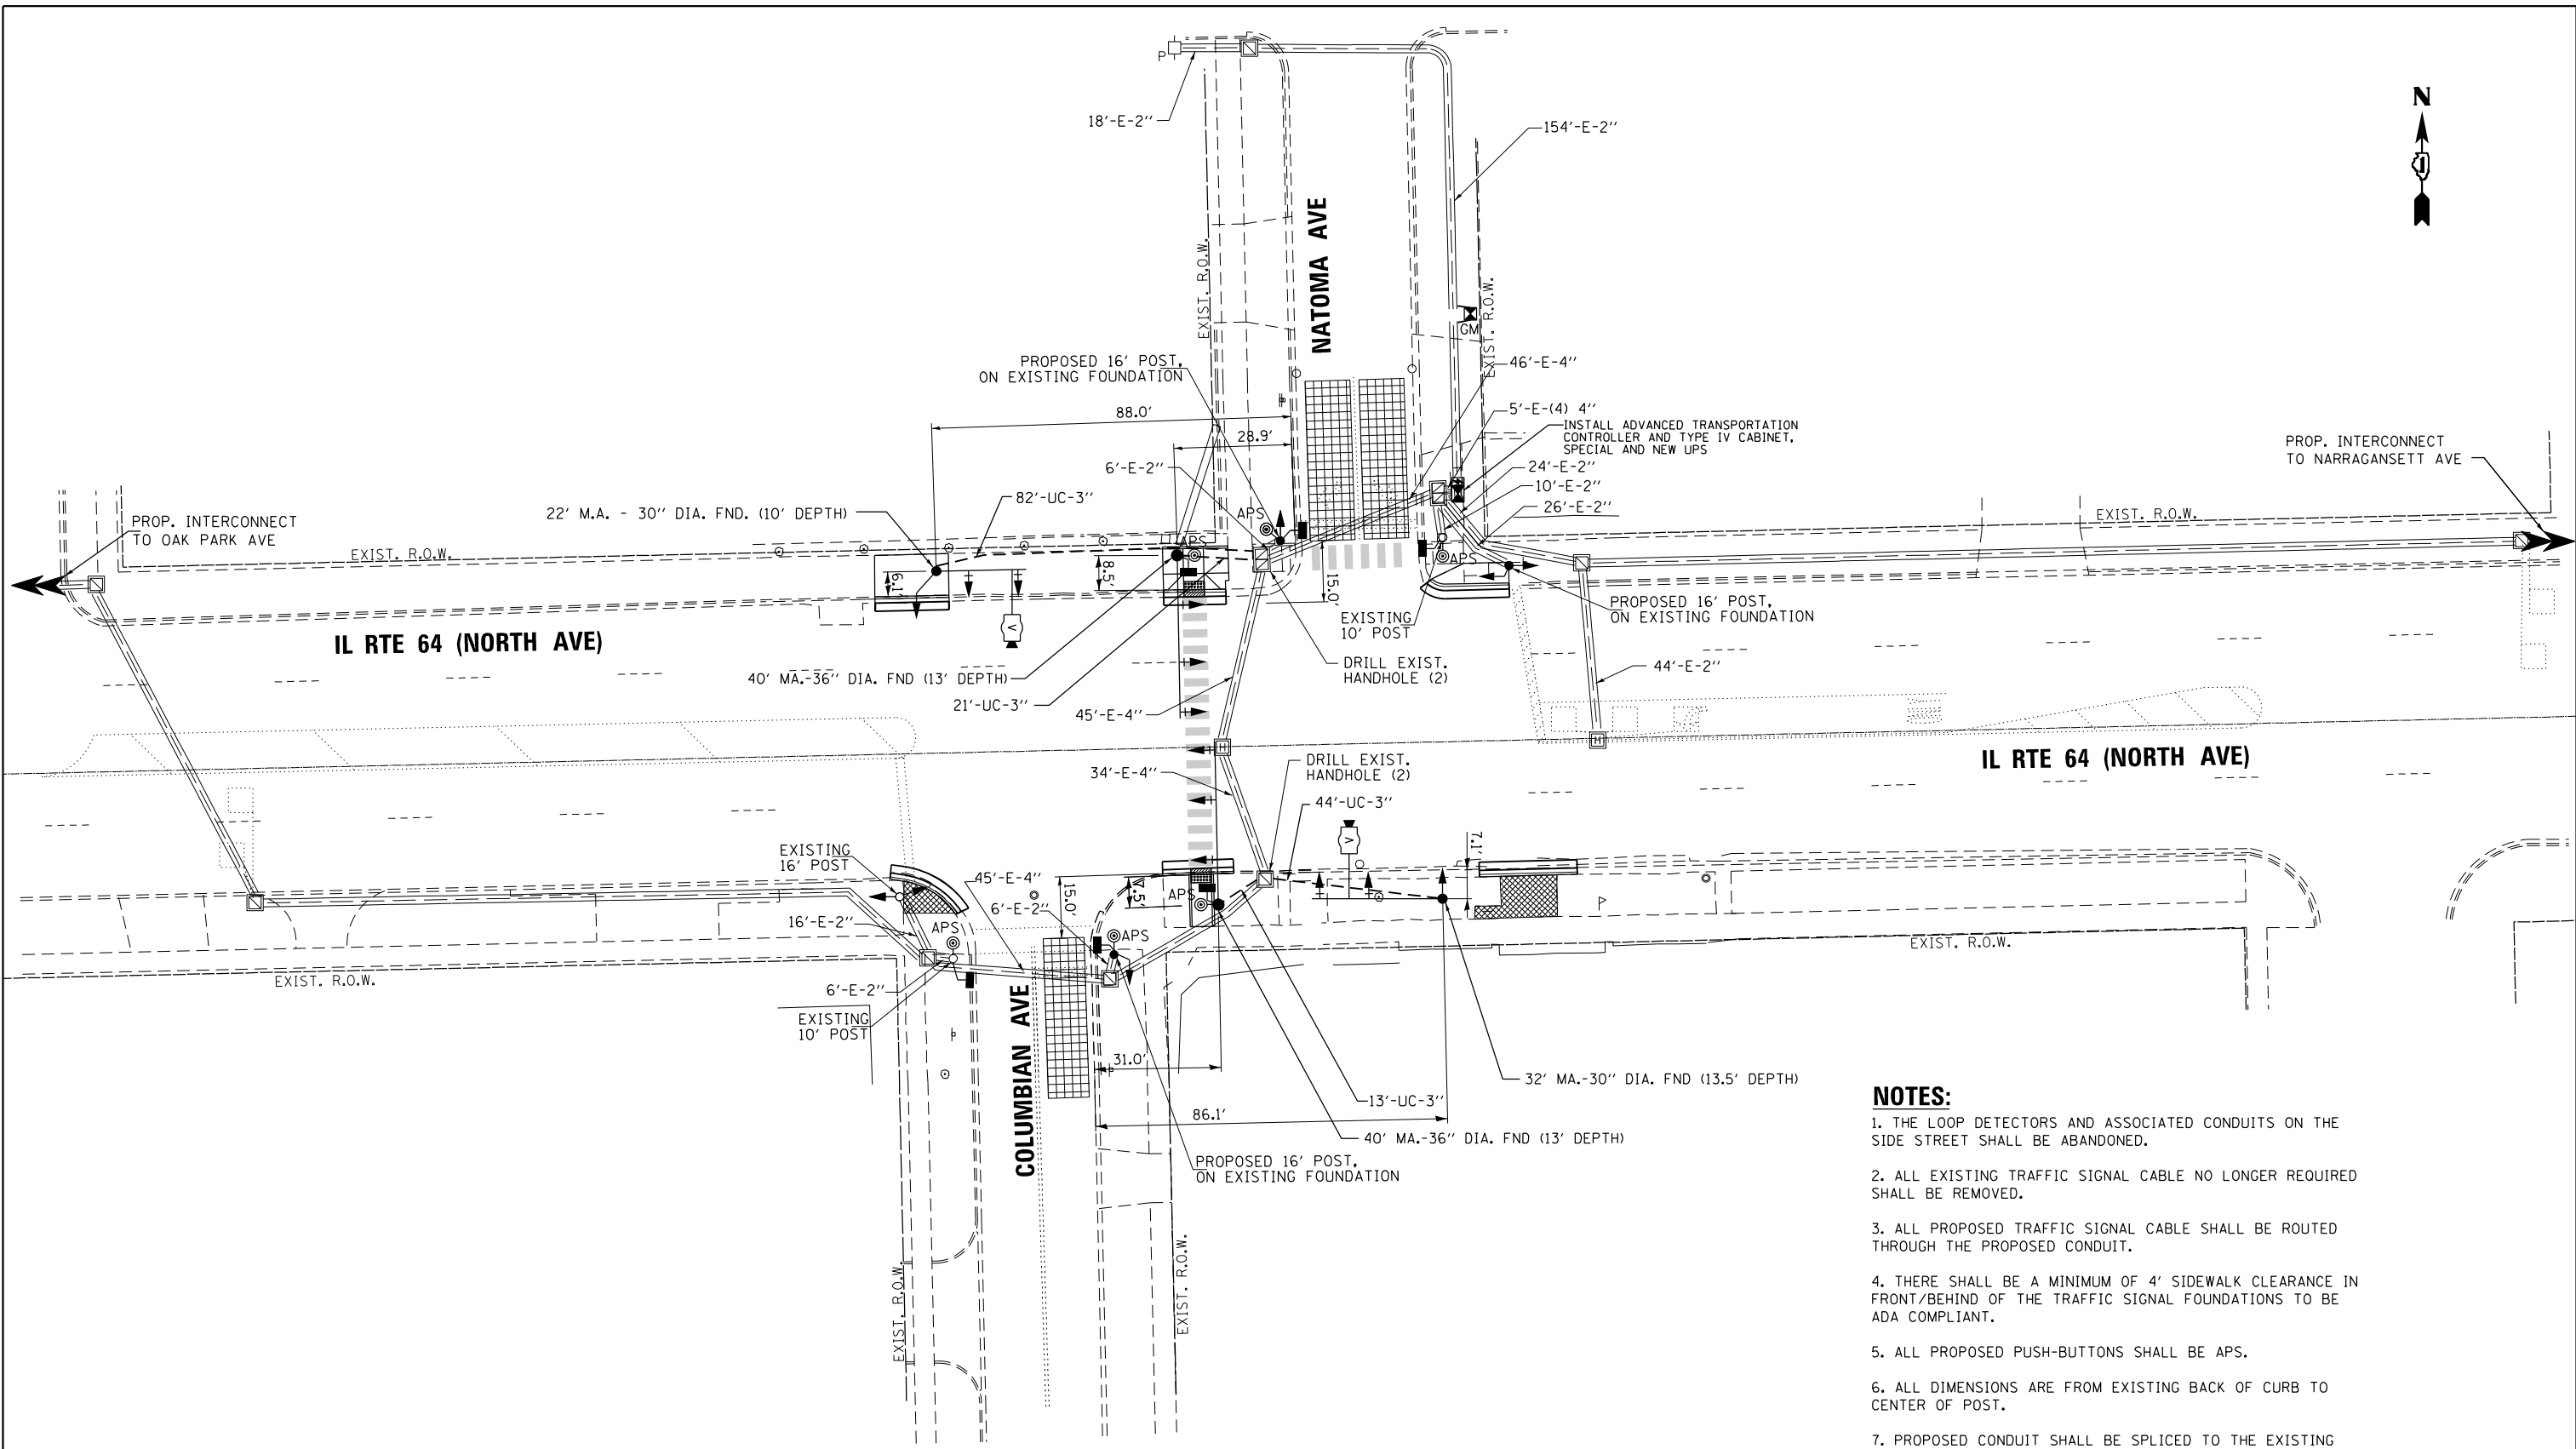 P
18'-E-2"
154'-E-2"
N
NATOMA AVE
EXIST. R.O.W.
EXIST. R.O.W.
GM
PROPOSED 16' POST,
ON EXISTING FOUNDATION
46'-E-4"
88.0'
28.9'
5'-E-(4) 4"
INSTALL ADVANCED TRANSPORTATION
CONTROLLER AND TYPE IV CABINET,
SPECIAL AND NEW UPS
6'-E-2"
24'-E-2"
10'-E-2"
26'-E-2"
PROP. INTERCONNECT
TO NARRAGANSETT AVE
82'-UC-3"
22' M.A. - 30" DIA. FND. (10' DEPTH)
PROP. INTERCONNECT
TO OAK PARK AVE
EXIST. R.O.W.
EXIST. R.O.W.
APS
APS
APS
6.1'
8.5'
15.0'
V
EXISTING
10' POST
PROPOSED 16' POST,
ON EXISTING FOUNDATION
IL RTE 64 (NORTH AVE)
DRILL EXIST.
HANDHOLE (2)
44'-E-2"
40' MA.-36" DIA. FND (13' DEPTH)
21'-UC-3"
45'-E-4"
H
H
IL RTE 64 (NORTH AVE)
34'-E-4"
DRILL EXIST.
HANDHOLE (2)
44'-UC-3"
V
7.1'
EXISTING
16' POST
45'-E-4"
15.0'
7.5'
APS
6'-E-2"
16'-E-2"
APS
APS
P
EXIST. R.O.W.
EXIST. R.O.W.
6'-E-2"
EXISTING
10' POST
COLUMBIAN AVE
31.0'
32' MA.-30" DIA. FND (13.5' DEPTH)
13'-UC-3"
86.1'
40' MA.-36" DIA. FND (13' DEPTH)
PROPOSED 16' POST,
ON EXISTING FOUNDATION
EXIST. R.O.W.
EXIST. R.O.W.
NOTES:
1. THE LOOP DETECTORS AND ASSOCIATED CONDUITS ON THE
SIDE STREET SHALL BE ABANDONED.
2. ALL EXISTING TRAFFIC SIGNAL CABLE NO LONGER REQUIRED
SHALL BE REMOVED.
3. ALL PROPOSED TRAFFIC SIGNAL CABLE SHALL BE ROUTED
THROUGH THE PROPOSED CONDUIT.
4. THERE SHALL BE A MINIMUM OF 4' SIDEWALK CLEARANCE IN
FRONT/BEHIND OF THE TRAFFIC SIGNAL FOUNDATIONS TO BE
ADA COMPLIANT.
5. ALL PROPOSED PUSH-BUTTONS SHALL BE APS.
6. ALL DIMENSIONS ARE FROM EXISTING BACK OF CURB TO
CENTER OF POST.
7. PROPOSED CONDUIT SHALL BE SPLICED TO THE EXISTING